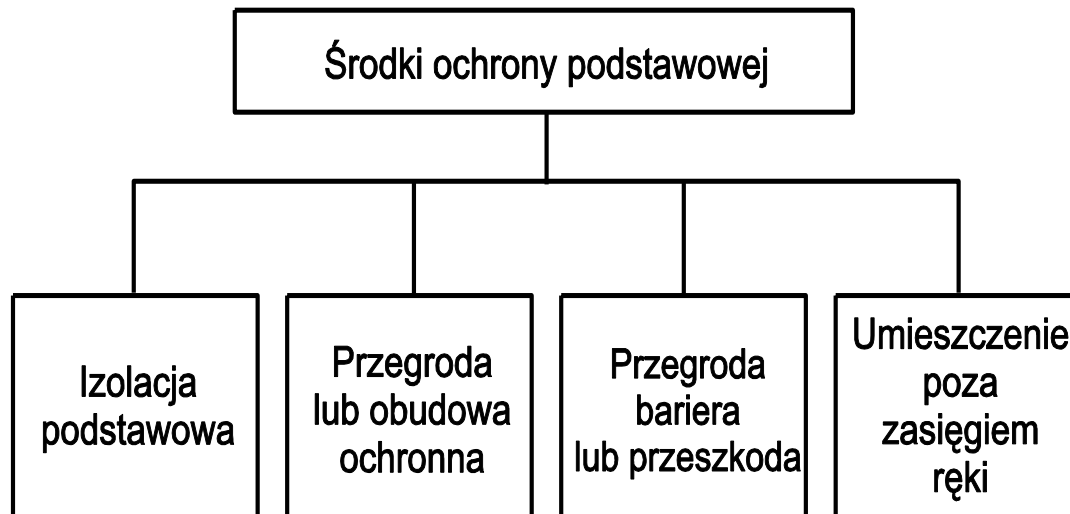 Środki ochrony podstawowej
Izolacja
podstawowa
Przegroda
lub obudowa
ochronna
Przegroda
bariera
lub przeszkoda
Umieszczenie
poza
zasięgiem
ręki